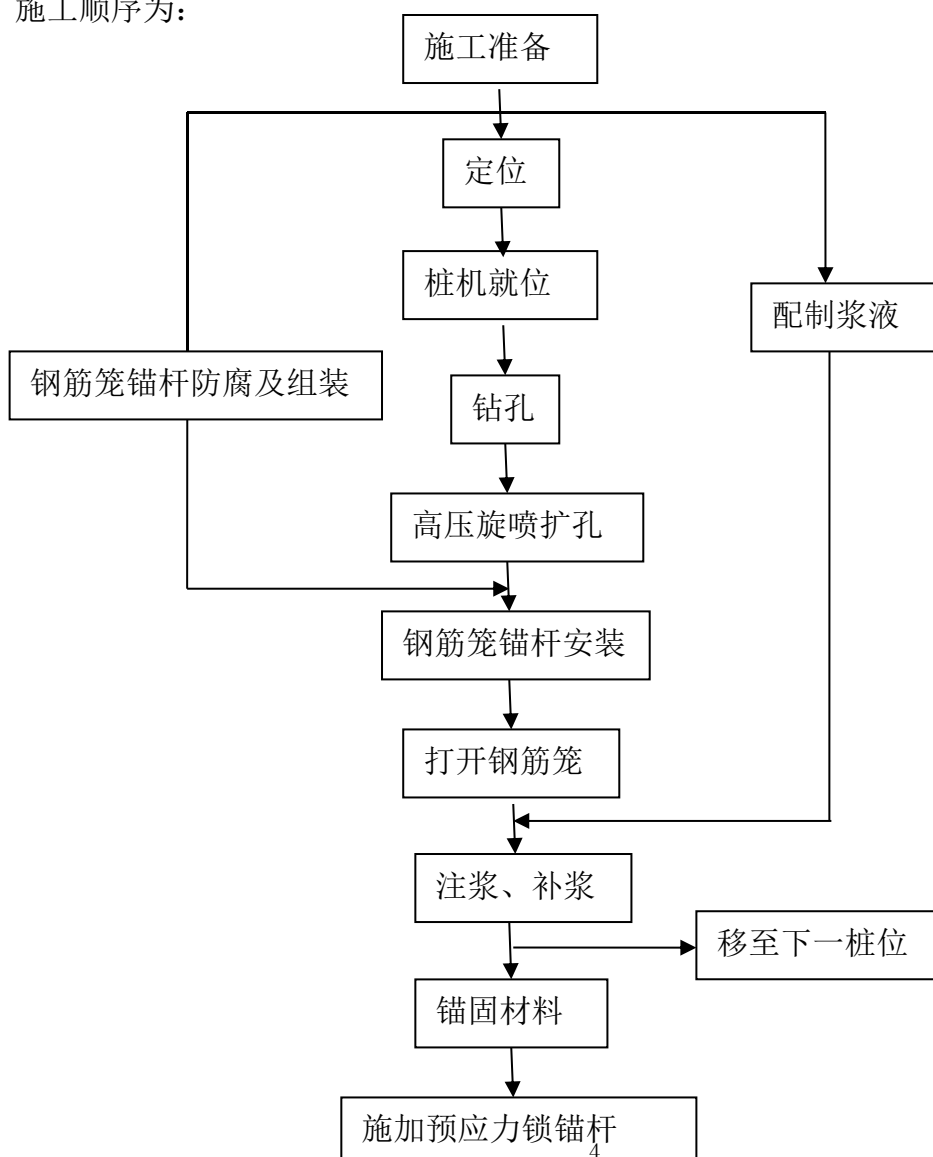 施工顺序为：
施工准备
定位
桩机就位
配制浆液
钢筋笼锚杆防腐及组装
钻孔
高压旋喷扩孔
钢筋笼锚杆安装
打开钢筋笼
注浆、补浆
移至下一桩位
锚固材料
施加预应力锁锚杆
4